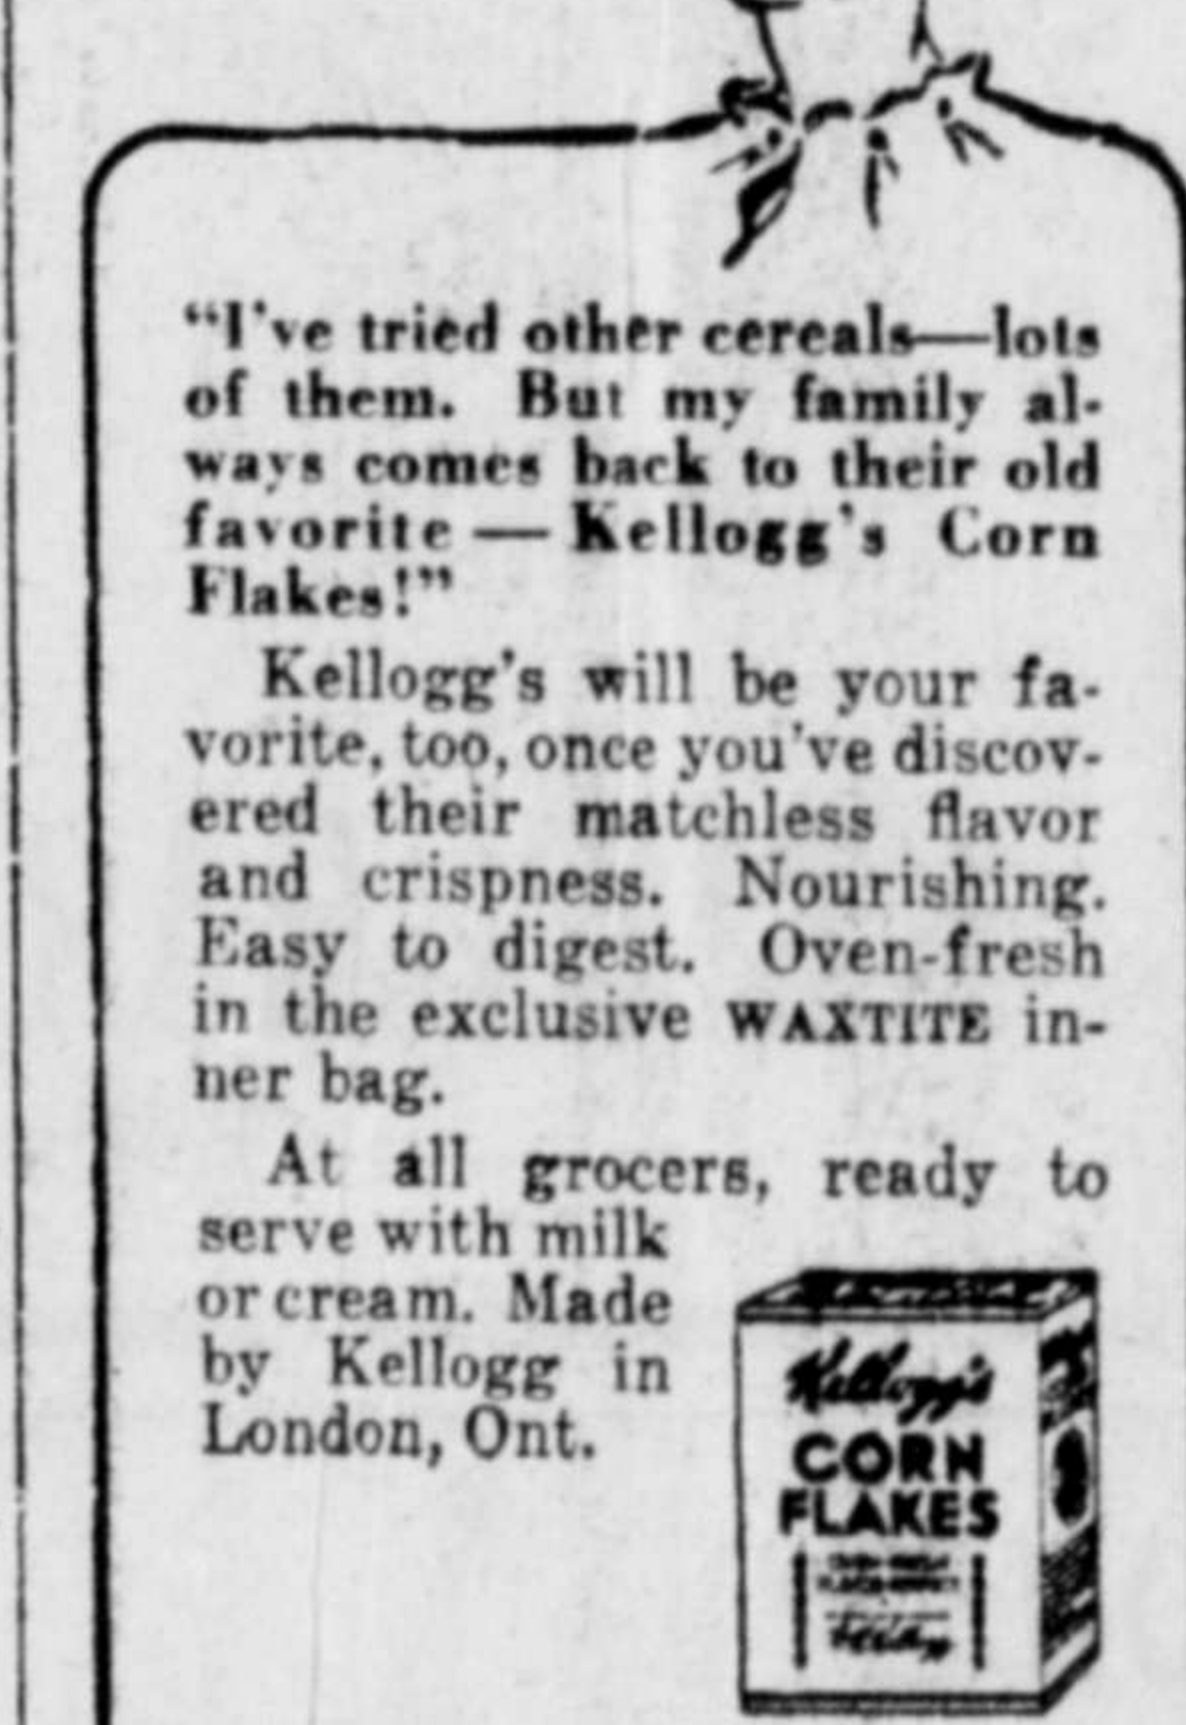 “I've tried other cereals—lots
of them. But my family al-
ways comes back to their old
favorite — Kellogg's Corn
Flakes!”
Kellogg's will be your fa-
vorite, too, once you've discov-
ered their matchless flavor
and crispness. Nourishing.
Easy to digest. Oven-fresh
in the exclusive WAXTITE in-
ner bag.
At all grocers, ready to
serve with milk
or cream. Made
by Kellogg in
London, Ont.
Kellogg's
CORN
FLAKES